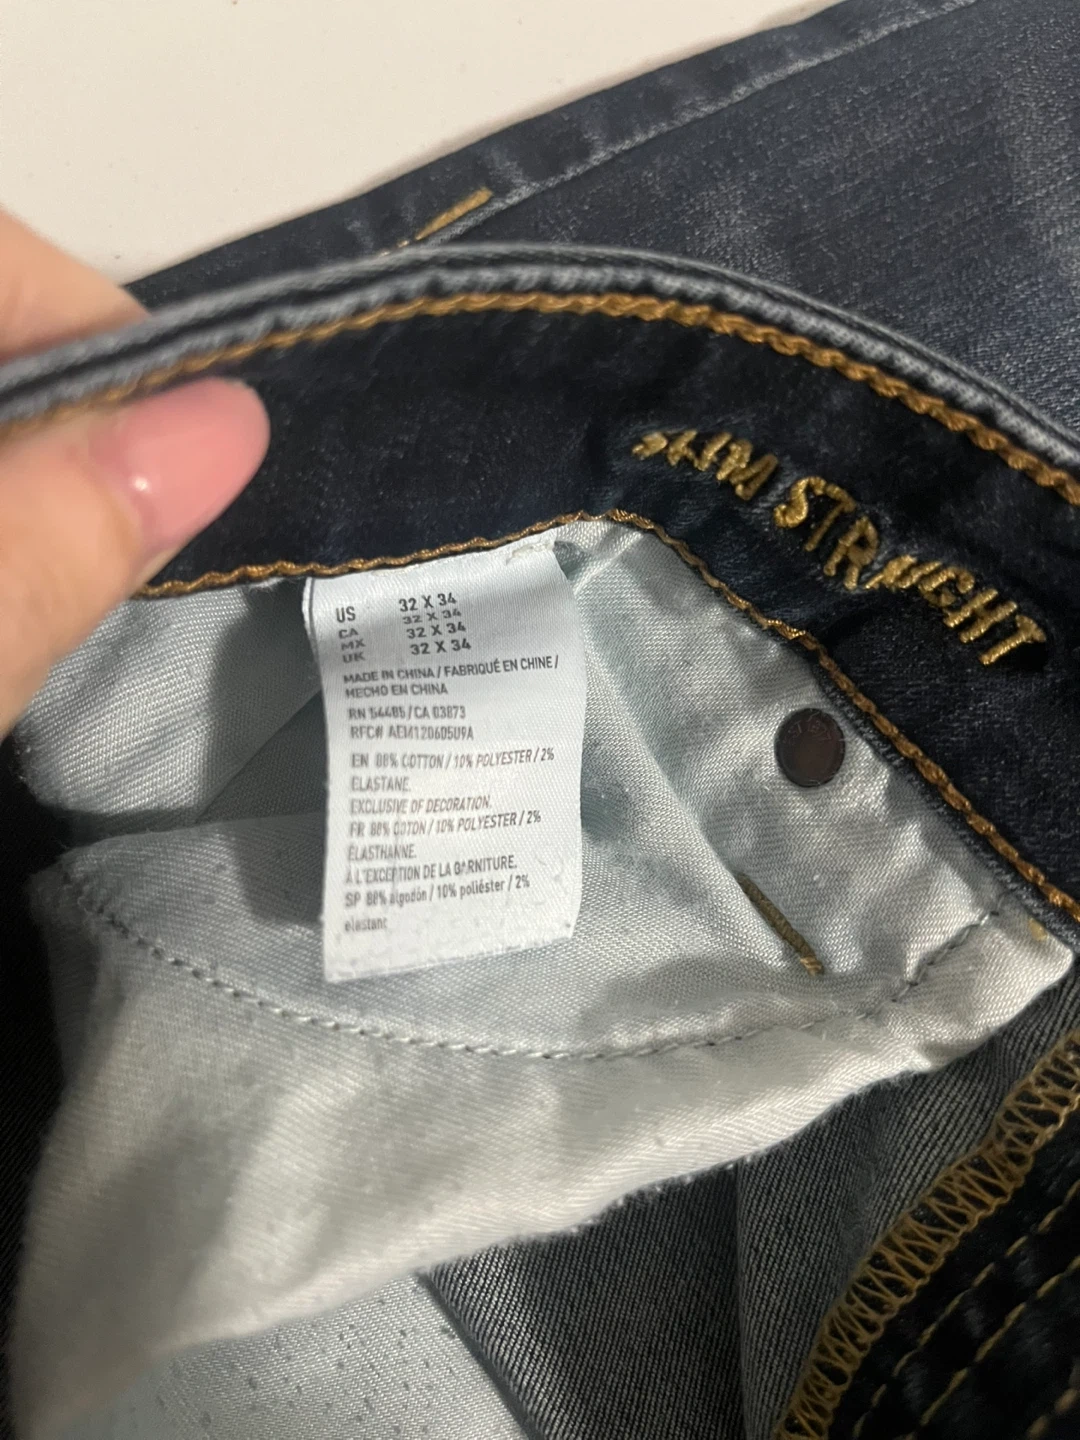 SLIM STRAIGHT
US 32 X 34
CA 32 X 34
MX 32 X 34
UK 32 X 34
MADE IN CHINA / FABRIQUÉ EN CHINE /
HECHO EN CHINA
RN 54485 / CA 03873
RFC# AEI4120605U9A
EN 88% COTTON / 10% POLYESTER / 2%
ELASTANE.
EXCLUSIVE OF DECORATION.
FR 88% COTON / 10% POLYESTER / 2%
ÉLASTHANNE.
À L'EXCEPTION DE LA GARNITURE.
SP 88% algodón / 10% poliéster / 2%
elastano